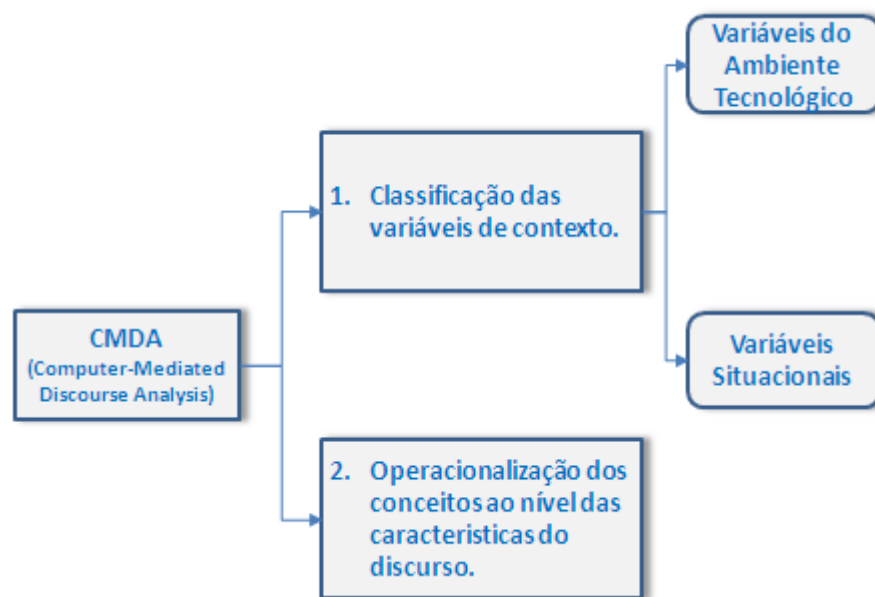 Variáveis do
Ambiente
Tecnológico
1. Classificação das
variáveis de contexto.
CMDA
(Computer-Mediated
Discourse Analysis)
Variáveis
Situacionais
2. Operacionalização dos
conceitos ao nível das
caracteristicas do
discurso.